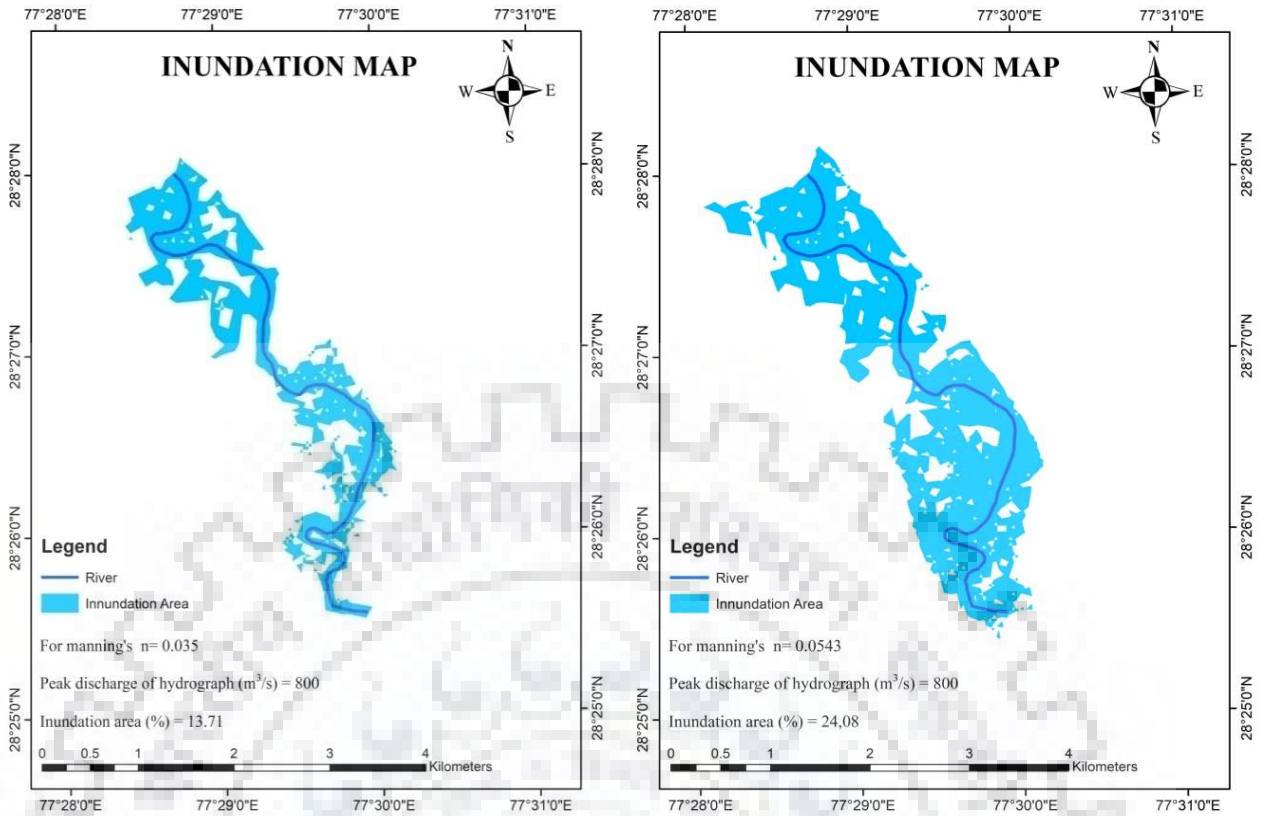 77°28'0"E 77°29'0"E 77°30'0"E 77°31'0"E
INUNDATION MAP
N
W E
S
28°28'0"N 28°28'0"N
28°27'0"N 28°27'0"N
28°26'0"N 28°26'0"N
28°25'0"N 28°25'0"N
Legend
River
Innundation Area
For manning's n= 0.035
Peak discharge of hydrograph (m³/s) = 800
Inundation area (%) = 13.71
0 0.5 1 2 3 4
Kilometers
77°28'0"E 77°29'0"E 77°30'0"E 77°31'0"E
77°28'0"E 77°29'0"E 77°30'0"E 77°31'0"E
INUNDATION MAP
N
W E
S
28°28'0"N 28°28'0"N
28°27'0"N 28°27'0"N
28°26'0"N 28°26'0"N
28°25'0"N 28°25'0"N
Legend
River
Innundation Area
For manning's n= 0.0543
Peak discharge of hydrograph (m³/s) = 800
Inundation area (%) = 24,08
0 0.5 1 2 3 4
Kilometers
77°28'0"E 77°29'0"E 77°30'0"E 77°31'0"E